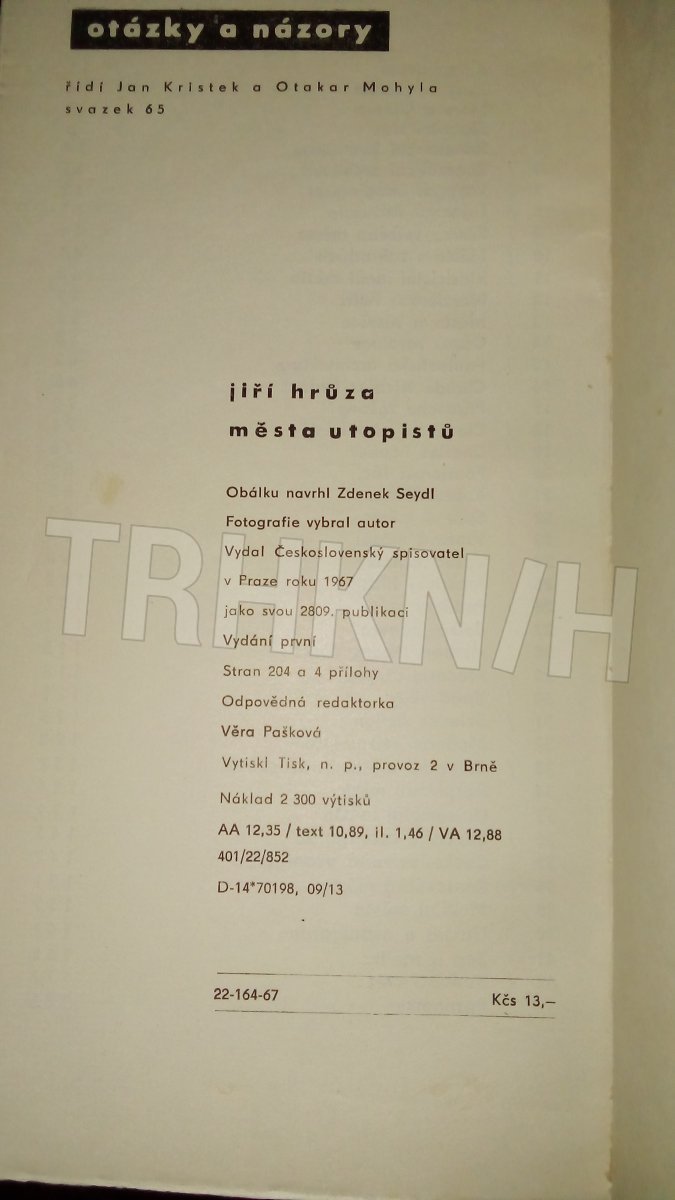 otázky a názory
řídí Jan Kristek a Otakar Mohyla
svazek 65
jiří hrůza
města utopistů
Obálku navrhl Zdenek Seydl
Fotografie vybral autor
Vydal Československý spisovatel
v Praze roku 1967
jako svou 2809. publikaci
Vydání první
Stran 204 a 4 přílohy
Odpovědná redaktorka
Věra Pašková
Vytiskl Tisk, n. p., provoz 2 v Brně
Náklad 2 300 výtisků
AA 12,35 / text 10,89, il. 1,46 / VA 12,88
401/22/852
D-14*70198, 09/13
22-164-67 Kčs 13,–
TRHKNIH